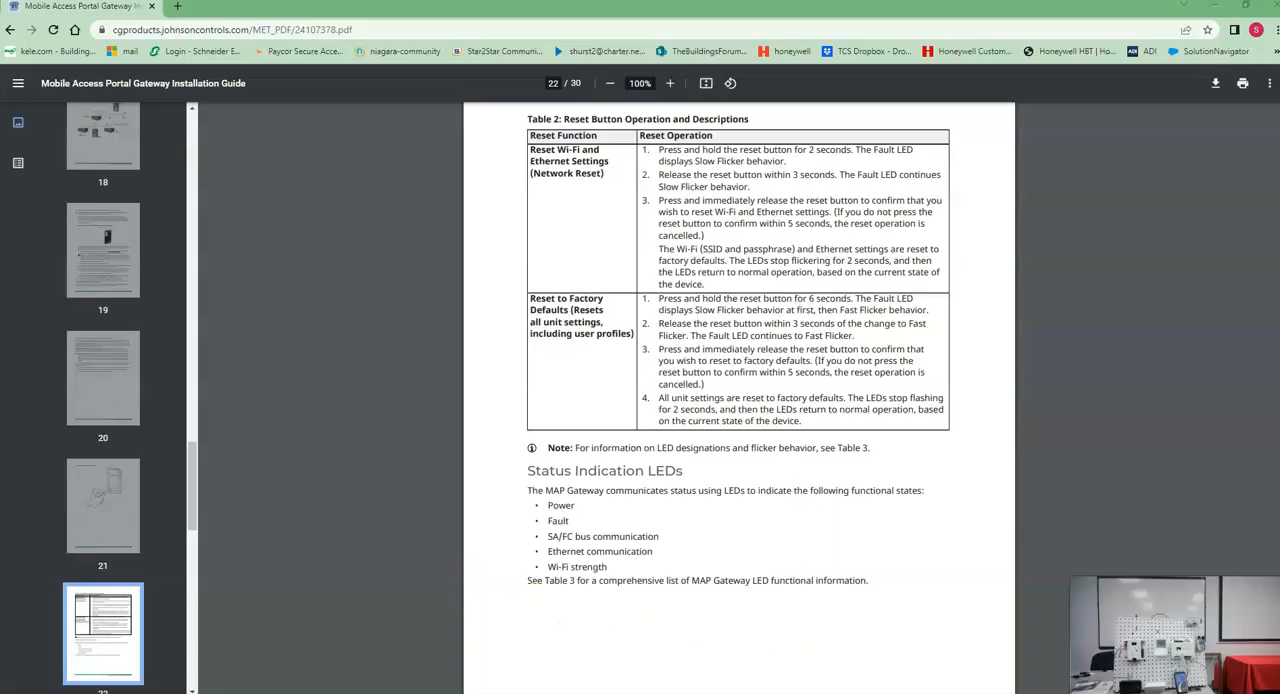 Mobile Access Portal Gateway In
cgproducts.johnsoncontrols.com/MET_PDF/24107378.pdf
S
kele.com - Building...
mail
Login - Schneider E...
Paycor Secure Acce...
niagara-community
Star2Star Communi...
shurst2@charter.ne...
TheBuildingsForum...
honeywell
TCS Dropbox - Dro...
Honeywell Custom...
Honeywell HBT | Ho...
ADI
SolutionNavigator
Mobile Access Portal Gateway Installation Guide
22 / 30
100%
18
19
20
21
22
Table 2: Reset Button Operation and Descriptions
Reset Function
Reset Operation
Reset Wi-Fi and
Ethernet Settings
(Network Reset)
1. Press and hold the reset button for 2 seconds. The Fault LED
displays Slow Flicker behavior.
2. Release the reset button within 3 seconds. The Fault LED continues
Slow Flicker behavior.
3. Press and immediately release the reset button to confirm that you
wish to reset Wi-Fi and Ethernet settings. (If you do not press the
reset button to confirm within 5 seconds, the reset operation is
cancelled.)
The Wi-Fi (SSID and passphrase) and Ethernet settings are reset to
factory defaults. The LEDs stop flickering for 2 seconds, and then
the LEDs return to normal operation, based on the current state of
the device.
Reset to Factory
Defaults (Resets
all unit settings,
including user profiles)
1. Press and hold the reset button for 6 seconds. The Fault LED
displays Slow Flicker behavior at first, then Fast Flicker behavior.
2. Release the reset button within 3 seconds of the change to Fast
Flicker. The Fault LED continues to Fast Flicker.
3. Press and immediately release the reset button to confirm that
you wish to reset to factory defaults. (If you do not press the
reset button to confirm within 5 seconds, the reset operation is
cancelled.)
4. All unit settings are reset to factory defaults. The LEDs stop flashing
for 2 seconds, and then the LEDs return to normal operation, based
on the current state of the device.
Note: For information on LED designations and flicker behavior, see Table 3.
Status Indication LEDs
The MAP Gateway communicates status using LEDs to indicate the following functional states:
• Power
• Fault
• SA/FC bus communication
• Ethernet communication
• Wi-Fi strength
See Table 3 for a comprehensive list of MAP Gateway LED functional information.